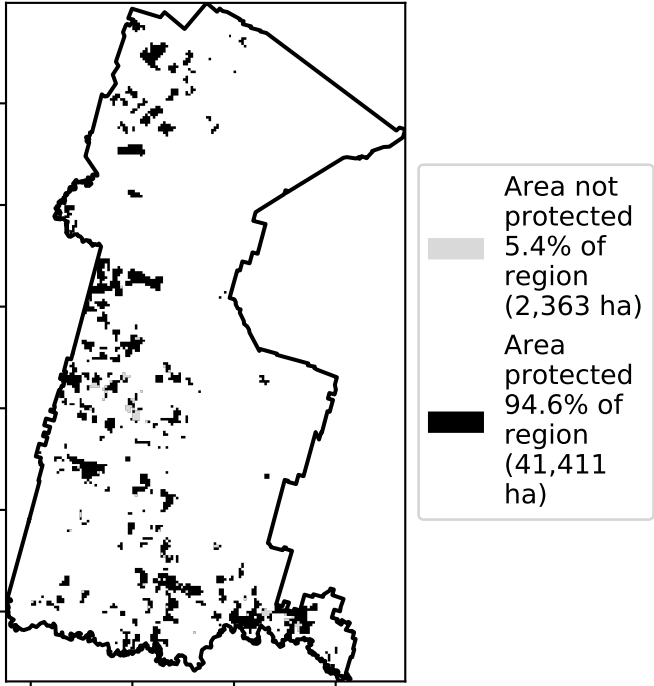 Area not
protected
5.4% of
region
(2,363 ha)
Area
protected
94.6% of
region
(41,411
ha)